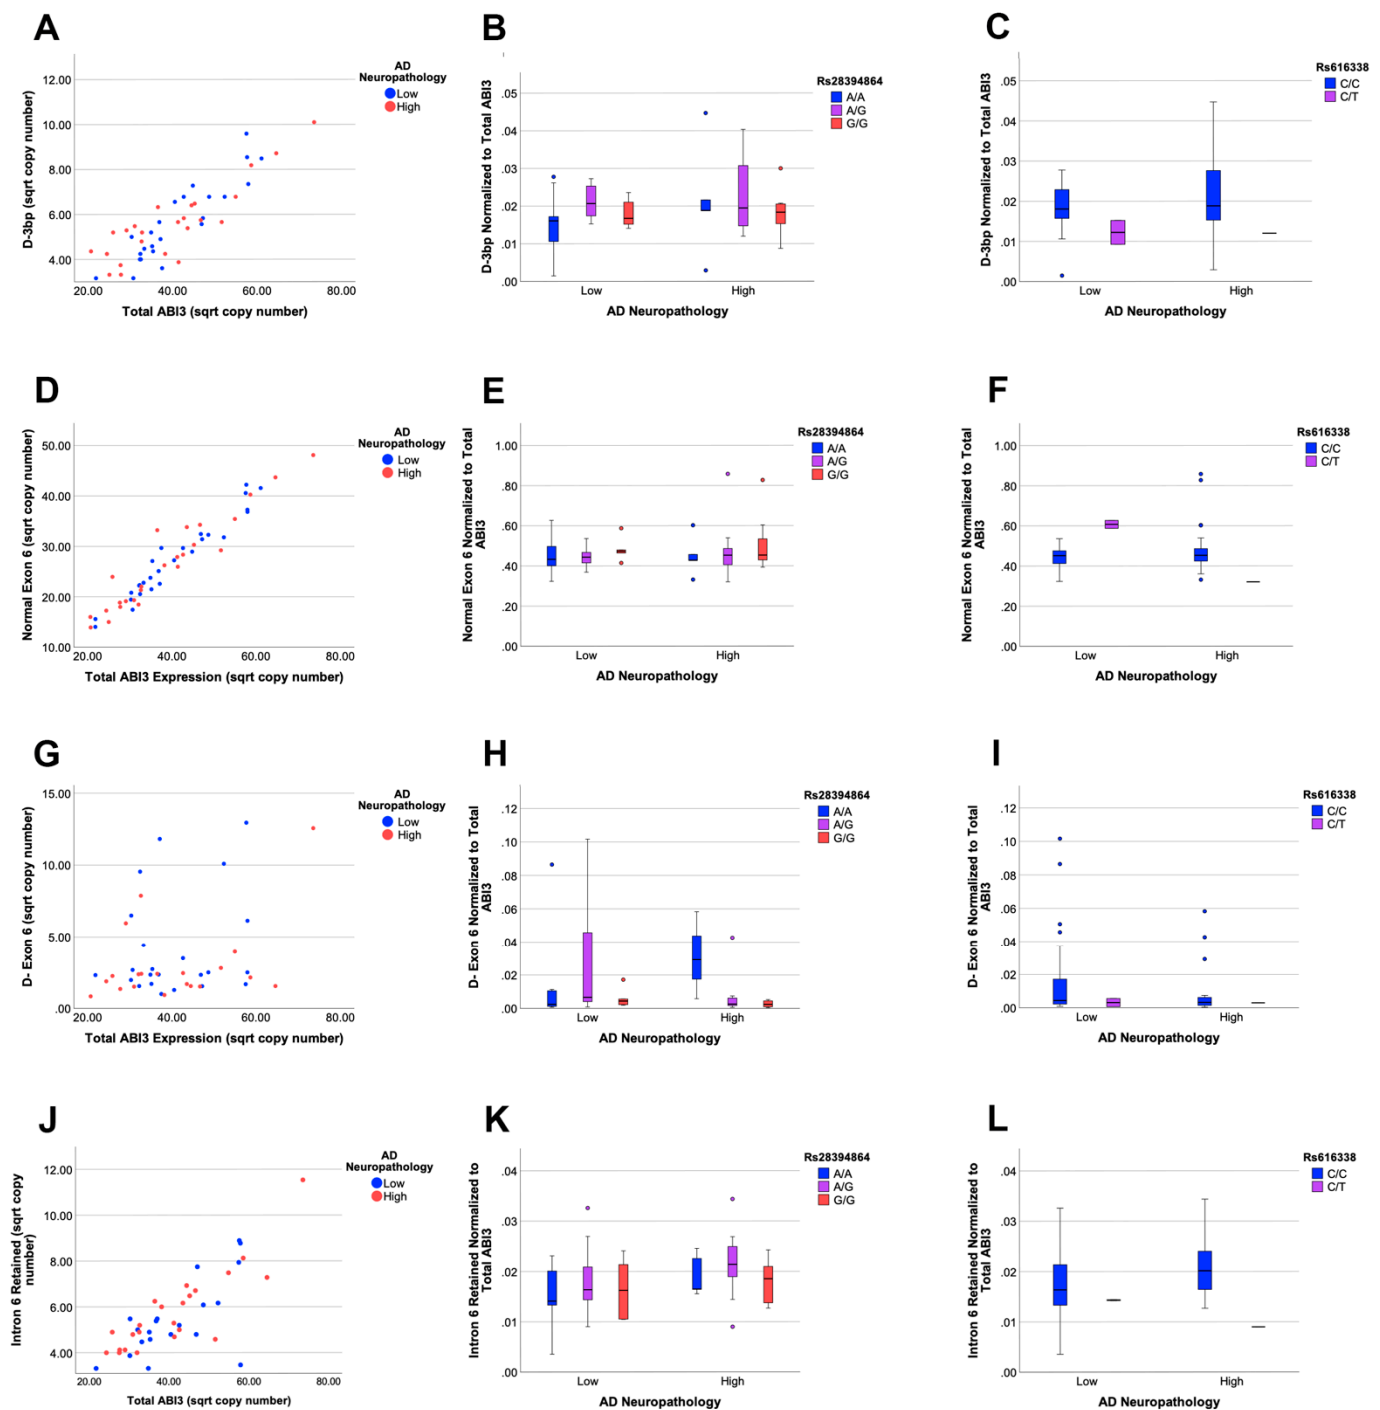 A
D-3bp (sqrt copy number)
12.00
10.00
8.00
6.00
4.00
20.00 40.00 60.00 80.00
Total ABI3 (sqrt copy number)
AD
Neuropathology
Low
High
B
D-3bp Normalized to Total ABI3
.05
.04
.03
.02
.01
.00
Low High
AD Neuropathology
Rs28394864
A/A
A/G
G/G
C
D-3bp Normalized to Total ABI3
.05
.04
.03
.02
.01
.00
Low High
AD Neuropathology
Rs616338
C/C
C/T
D
Normal Exon 6 (sqrt copy number)
50.00
40.00
30.00
20.00
10.00
20.00 40.00 60.00 80.00
Total ABI3 Expression (sqrt copy number)
AD
Neuropathology
Low
High
E
Normal Exon 6 Normalized to Total
ABI3
1.00
.80
.60
.40
.20
.00
Low High
AD Neuropathology
Rs28394864
A/A
A/G
G/G
F
Normal Exon 6 Normalized to Total
ABI3
1.00
.80
.60
.40
.20
.00
Low High
AD Neuropathology
Rs616338
C/C
C/T
G
D- Exon 6 (sqrt copy number)
15.00
10.00
5.00
.00
20.00 40.00 60.00 80.00
Total ABI3 Expression (sqrt copy number)
AD
Neuropathology
Low
High
H
D- Exon 6 Normalized to Total
ABI3
.12
.10
.08
.06
.04
.02
.00
Low High
AD Neuropathology
Rs28394864
A/A
A/G
G/G
I
D- Exon 6 Normalized to Total
ABI3
.12
.10
.08
.06
.04
.02
.00
Low High
AD Neuropathology
Rs616338
C/C
C/T
J
Intron 6 Retained (sqrt copy
number)
12.00
10.00
8.00
6.00
4.00
20.00 40.00 60.00 80.00
Total ABI3 (sqrt copy number)
AD
Neuropathology
Low
High
K
Intron 6 Retained Normalized to
Total ABI3
.04
.03
.02
.01
.00
Low High
AD Neuropathology
Rs28394864
A/A
A/G
G/G
L
Intron 6 Retained Normalized to
Total ABI3
.04
.03
.02
.01
.00
Low High
AD Neuropathology
Rs616338
C/C
C/T